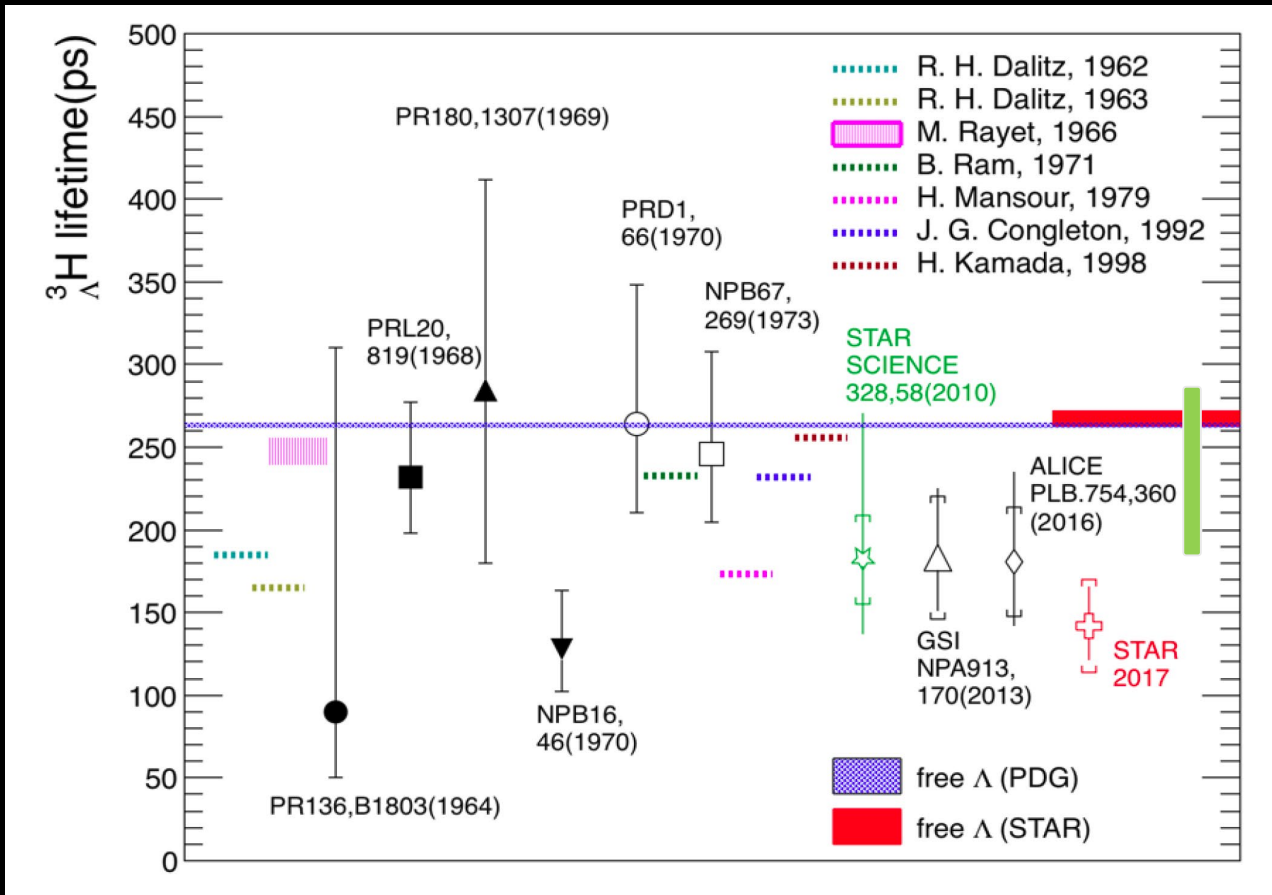 500
450
400
350
300
250
200
150
100
50
0
³ΛH lifetime(ps)
PR180,1307(1969)
PRD1,
66(1970)
NPB67,
269(1973)
PRL20,
819(1968)
STAR
SCIENCE
328,58(2010)
ALICE
PLB.754,360
(2016)
GSI
NPA913,
170(2013)
STAR
2017
NPB16,
46(1970)
PR136,B1803(1964)
R. H. Dalitz, 1962
R. H. Dalitz, 1963
M. Rayet, 1966
B. Ram, 1971
H. Mansour, 1979
J. G. Congleton, 1992
H. Kamada, 1998
free Λ (PDG)
free Λ (STAR)